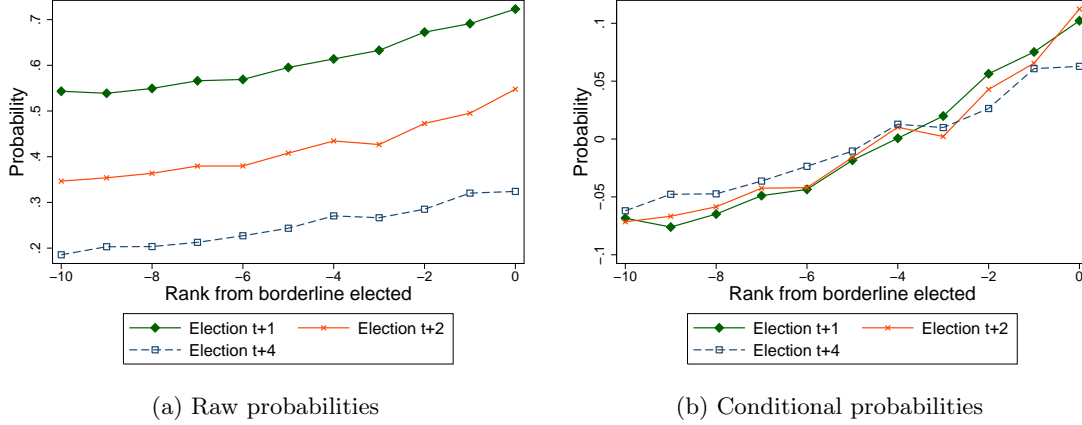 .7
.6
.5
.4
.3
.2
Probability
−10
−8
−6
−4
−2
0
Rank from borderline elected
Election t+1
Election t+2
Election t+4
(a) Raw probabilities
.1
.05
0
−.05
−.1
Probability
−10
−8
−6
−4
−2
0
Rank from borderline elected
Election t+1
Election t+2
Election t+4
(b) Conditional probabilities